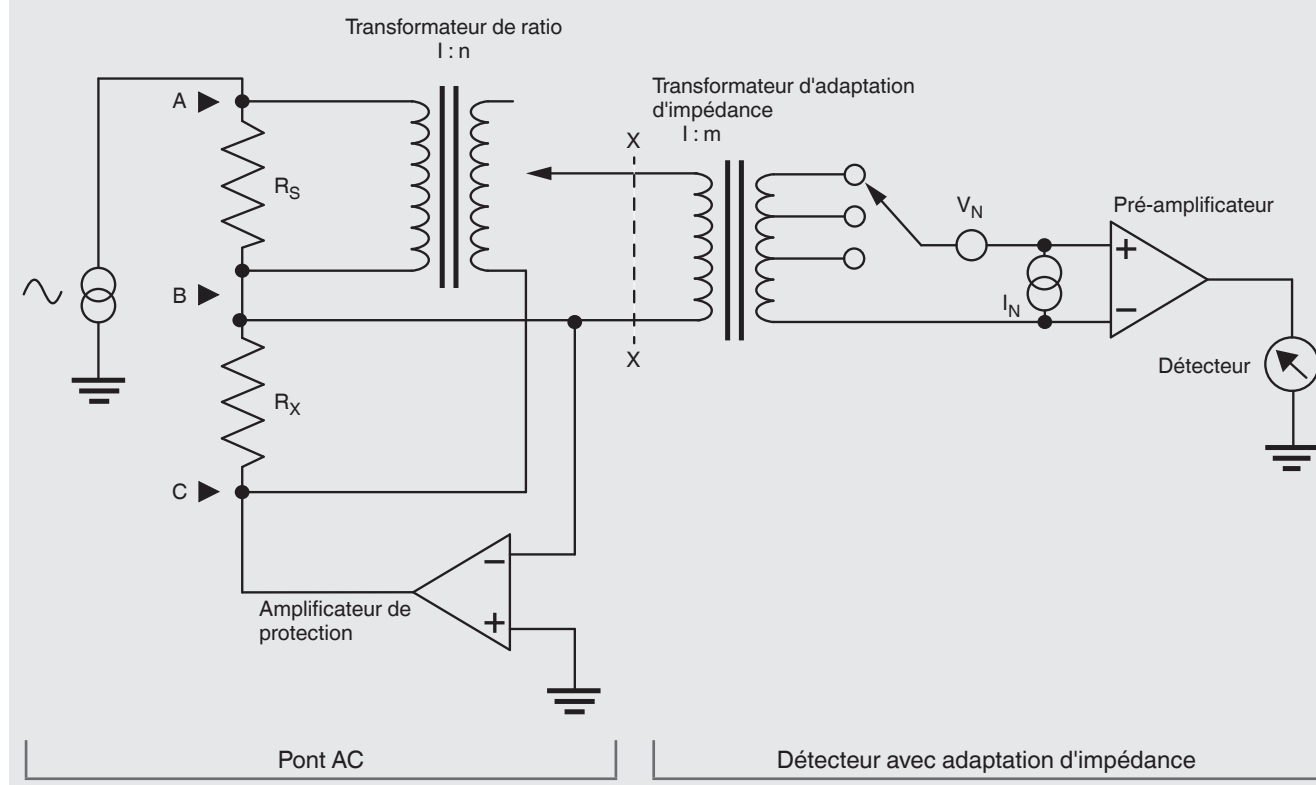 Transformateur de ratio
I : n
Transformateur d'adaptation
d'impédance
I : m
A
X
R_S
V_N
Pré-amplificateur
+
B
I_N
−
X
Détecteur
R_X
C
−
Amplificateur de
protection
+
Pont AC
Détecteur avec adaptation d'impédance